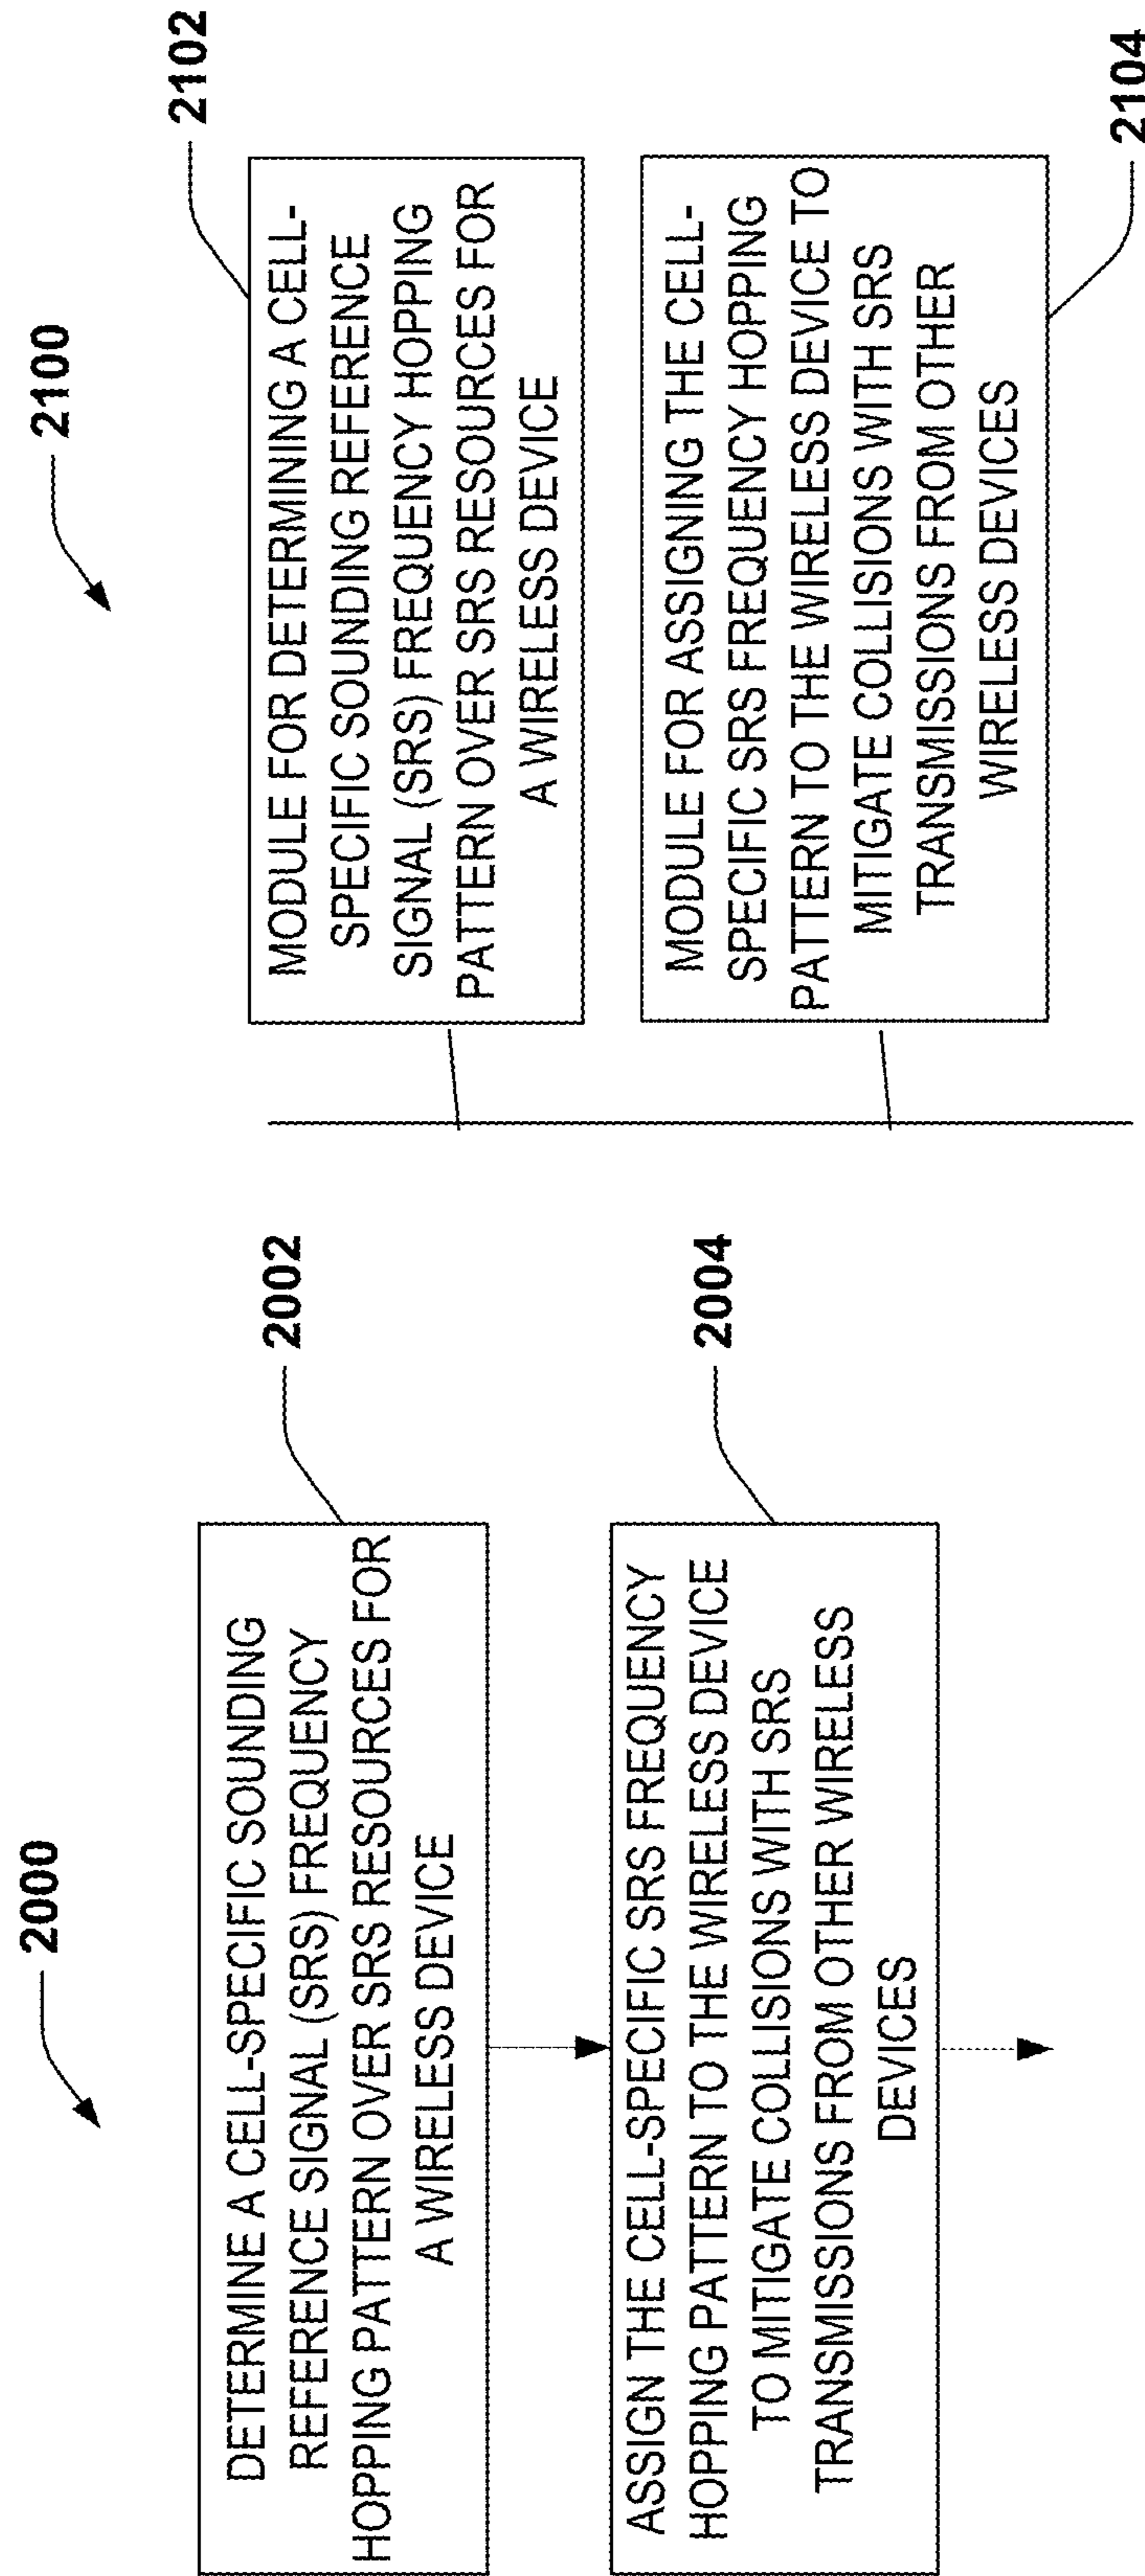 2000
DETERMINE A CELL-SPECIFIC SOUNDING
REFERENCE SIGNAL (SRS) FREQUENCY
HOPPING PATTERN OVER SRS RESOURCES FOR
A WIRELESS DEVICE
2002
ASSIGN THE CELL-SPECIFIC SRS FREQUENCY
HOPPING PATTERN TO THE WIRELESS DEVICE
TO MITIGATE COLLISIONS WITH SRS
TRANSMISSIONS FROM OTHER WIRELESS
DEVICES
2004
2100
MODULE FOR DETERMINING A CELL-
SPECIFIC SOUNDING REFERENCE
SIGNAL (SRS) FREQUENCY HOPPING
PATTERN OVER SRS RESOURCES FOR
A WIRELESS DEVICE
2102
MODULE FOR ASSIGNING THE CELL-
SPECIFIC SRS FREQUENCY HOPPING
PATTERN TO THE WIRELESS DEVICE TO
MITIGATE COLLISIONS WITH SRS
TRANSMISSIONS FROM OTHER
WIRELESS DEVICES
2104